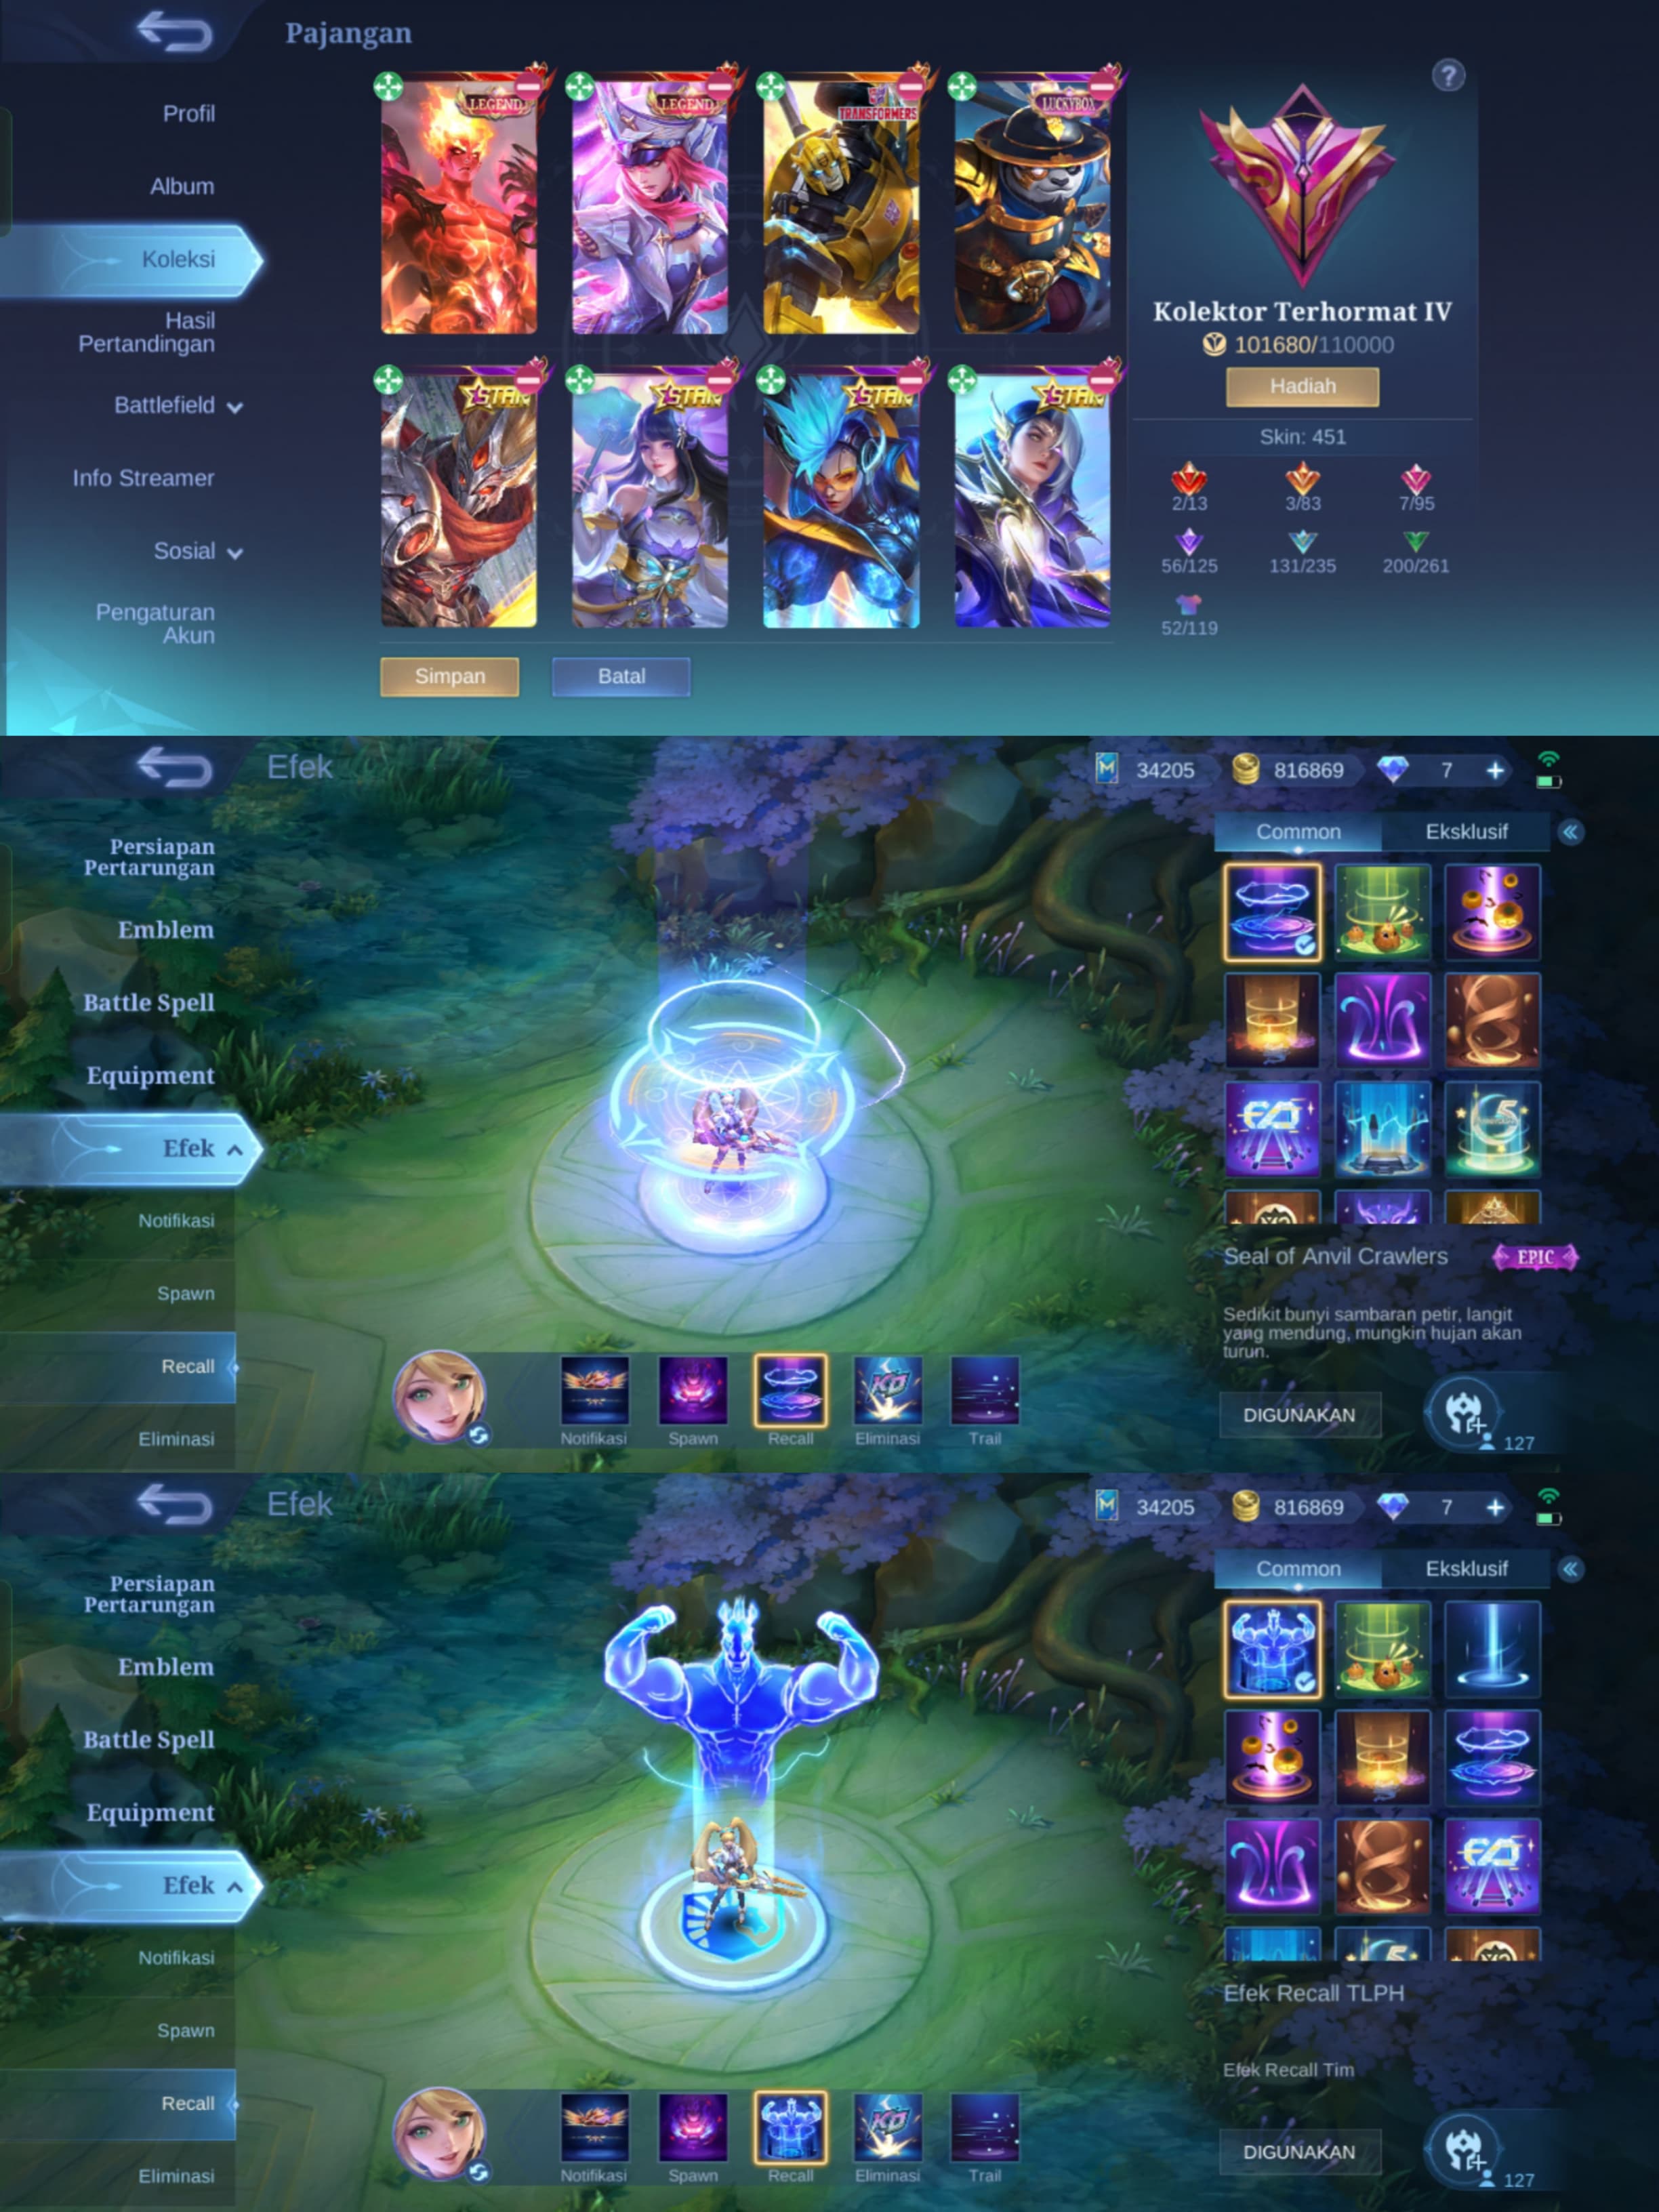 Pajangan
Profil
Album
Koleksi
Hasil
Pertandingan
Battlefield
Info Streamer
Sosial
Pengaturan
Akun
LEGEND
LEGEND
TRANSFORMERS
LUCKYBOX
STAR
STAR
STAR
STAR
Simpan
Batal
?
Kolektor Terhormat IV
101680/110000
Hadiah
Skin: 451
2/13
3/83
7/95
56/125
131/235
200/261
52/119
Efek
34205
816869
7
Persiapan
Pertarungan
Emblem
Battle Spell
Equipment
Efek
Notifikasi
Spawn
Recall
Eliminasi
Common
Eksklusif
Seal of Anvil Crawlers
EPIC
Sedikit bunyi sambaran petir, langit
yang mendung, mungkin hujan akan
turun.
DIGUNAKAN
127
KO
Notifikasi
Spawn
Recall
Eliminasi
Trail
Efek
34205
816869
7
Persiapan
Pertarungan
Emblem
Battle Spell
Equipment
Efek
Notifikasi
Spawn
Recall
Eliminasi
Common
Eksklusif
Efek Recall TLPH
Efek Recall Tim
DIGUNAKAN
127
KO
Notifikasi
Spawn
Recall
Eliminasi
Trail